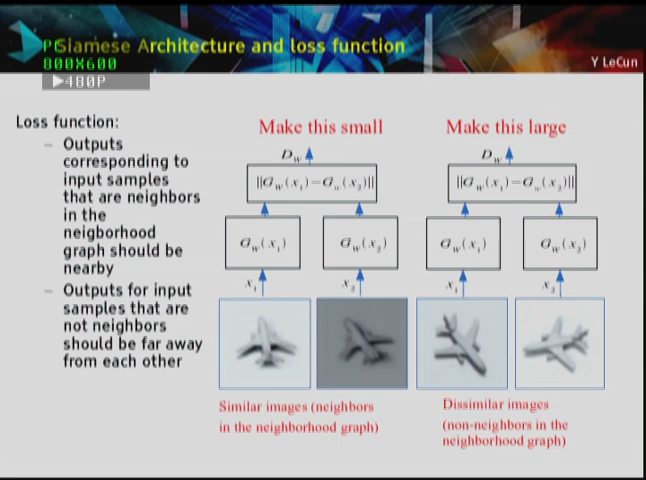 Siamese Architecture and loss function
PC
800X600
▶480P
Y LeCun
Loss function:
– Outputs
corresponding to
input samples
that are neighbors
in the
neigborhood
graph should be
nearby
– Outputs for input
samples that are
not neighbors
should be far away
from each other
Make this small
D_W
||G_W(x_1)−G_w(x_2)||
G_W(x_1) G_W(x_2)
x_1 x_2
Similar images (neighbors
in the neighborhood graph)
Make this large
D_W
||G_W(x_1)−G_w(x_2)||
G_W(x_1) G_W(x_2)
x_1 x_2
Dissimilar images
(non-neighbors in the
neighborhood graph)